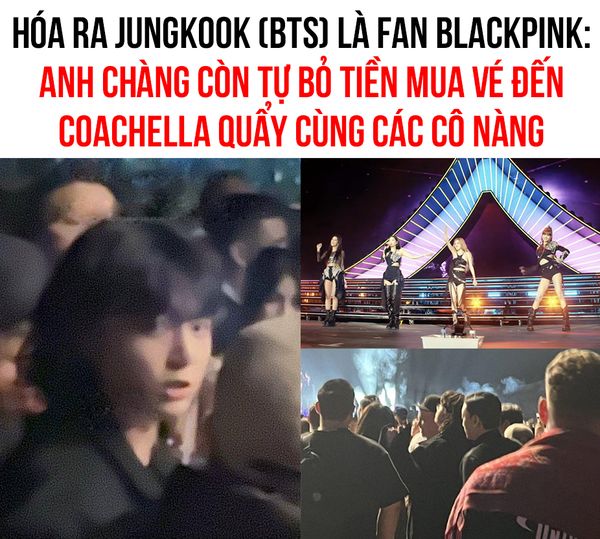 HÓA RA JUNGKOOK (BTS) LÀ FAN BLACKPINK:
ANH CHÀNG CÒN TỰ BỎ TIỀN MUA VÉ ĐẾN
COACHELLA QUẨY CÙNG CÁC CÔ NÀNG